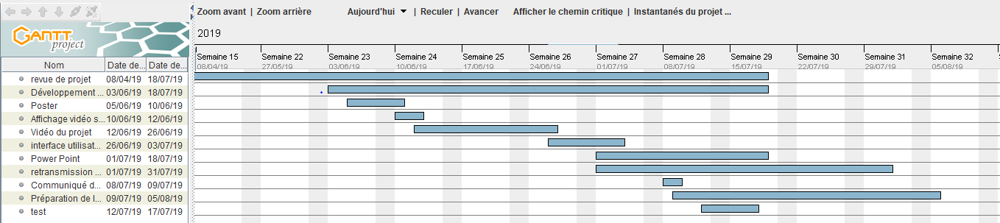 Zoom avant | Zoom arrière Aujourd'hui | Reculer | Avancer Afficher le chemin critique | Instantanés du projet ...
GANTT project
2019
Semaine 15 Semaine 22 Semaine 23 Semaine 24 Semaine 25 Semaine 26 Semaine 27 Semaine 28 Semaine 29 Semaine 30 Semaine 31 Semaine 32
Nom Date de... Date de...
08/04/19 27/05/19 03/06/19 10/06/19 17/06/19 24/06/19 01/07/19 08/07/19 15/07/19 22/07/19 29/07/19 05/08/19
revue de projet 08/04/19 18/07/19
Développement ... 03/06/19 18/07/19
Poster 05/06/19 10/06/19
Affichage vidéo s... 10/06/19 12/06/19
Vidéo du projet 12/06/19 26/06/19
interface utilisat... 26/06/19 03/07/19
Power Point 01/07/19 18/07/19
retransmission ... 01/07/19 31/07/19
Communiqué d... 08/07/19 09/07/19
Préparation de l... 09/07/19 05/08/19
test 12/07/19 17/07/19